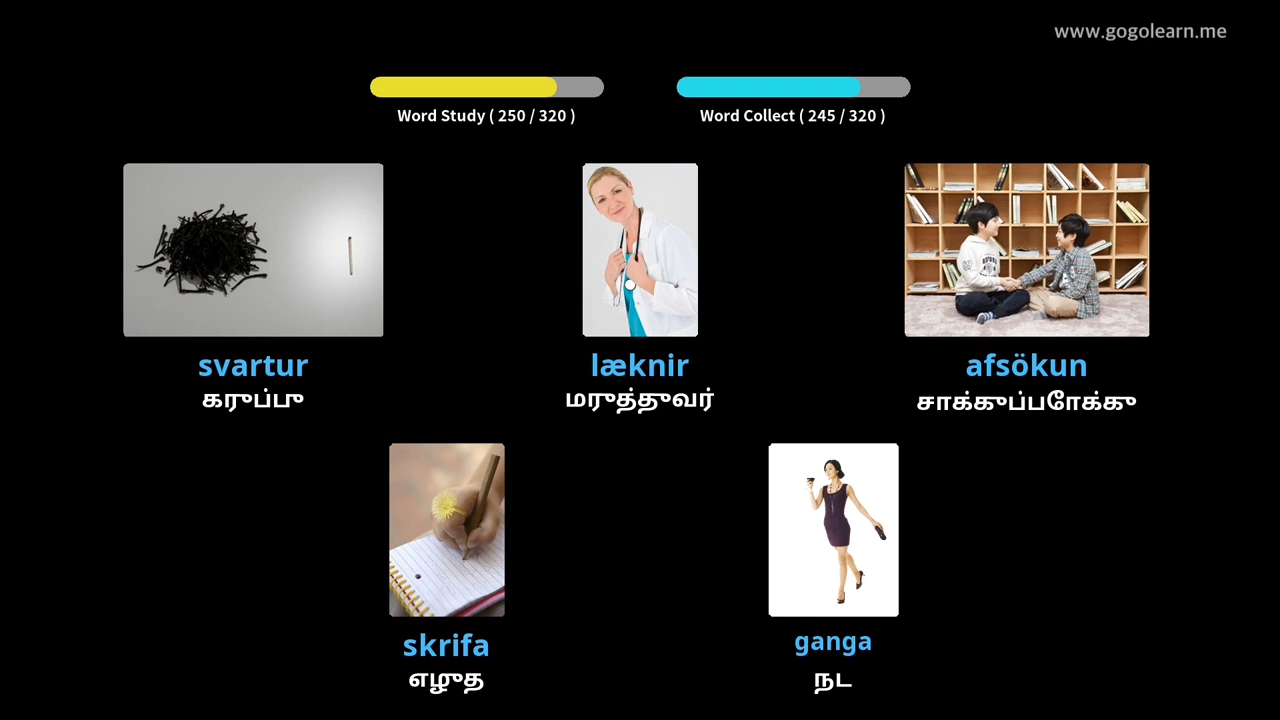 www.gogolearn.me
Word Study ( 250 / 320 )
Word Collect ( 245 / 320 )
svartur
கருப்பு
læknir
மருத்துவர்
afsökun
சாக்குப்போக்கு
skrifa
எழுத
ganga
நட